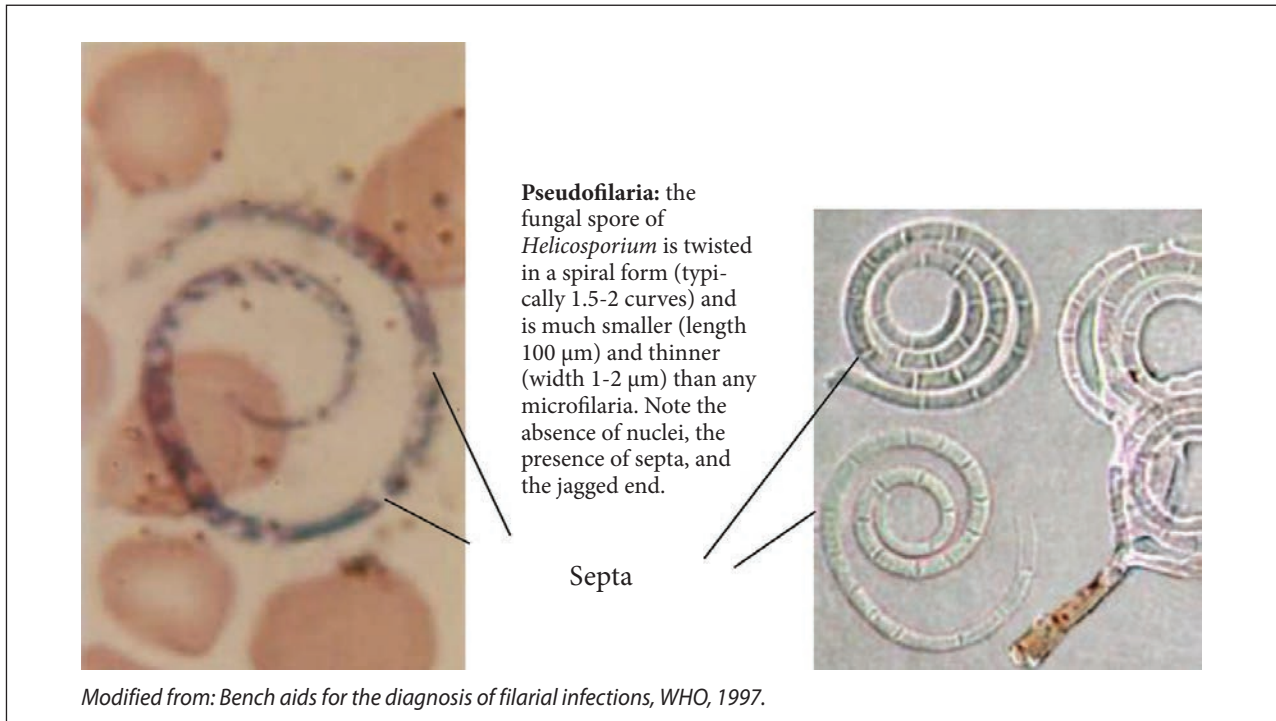 Pseudofilaria: the
fungal spore of
Helicosporium is twisted
in a spiral form (typi-
cally 1.5-2 curves) and
is much smaller (length
100 µm) and thinner
(width 1-2 µm) than any
microfilaria. Note the
absence of nuclei, the
presence of septa, and
the jagged end.
Septa
Modified from: Bench aids for the diagnosis of filarial infections, WHO, 1997.